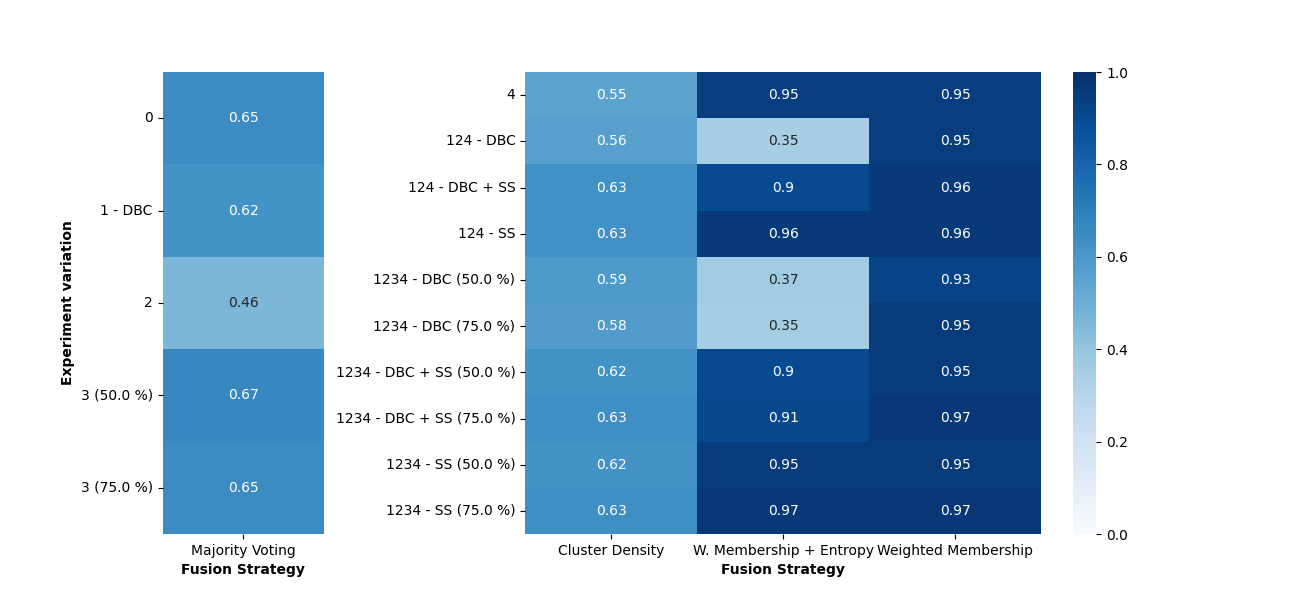 Experiment variation
0 0.65
1 - DBC 0.62
2 0.46
3 (50.0 %) 0.67
3 (75.0 %) 0.65
Majority Voting
Fusion Strategy
4 0.55 0.95 0.95
124 - DBC 0.56 0.35 0.95
124 - DBC + SS 0.63 0.9 0.96
124 - SS 0.63 0.96 0.96
1234 - DBC (50.0 %) 0.59 0.37 0.93
1234 - DBC (75.0 %) 0.58 0.35 0.95
1234 - DBC + SS (50.0 %) 0.62 0.9 0.95
1234 - DBC + SS (75.0 %) 0.63 0.91 0.97
1234 - SS (50.0 %) 0.62 0.95 0.95
1234 - SS (75.0 %) 0.63 0.97 0.97
Cluster Density W. Membership + Entropy Weighted Membership
Fusion Strategy
1.0
0.8
0.6
0.4
0.2
0.0